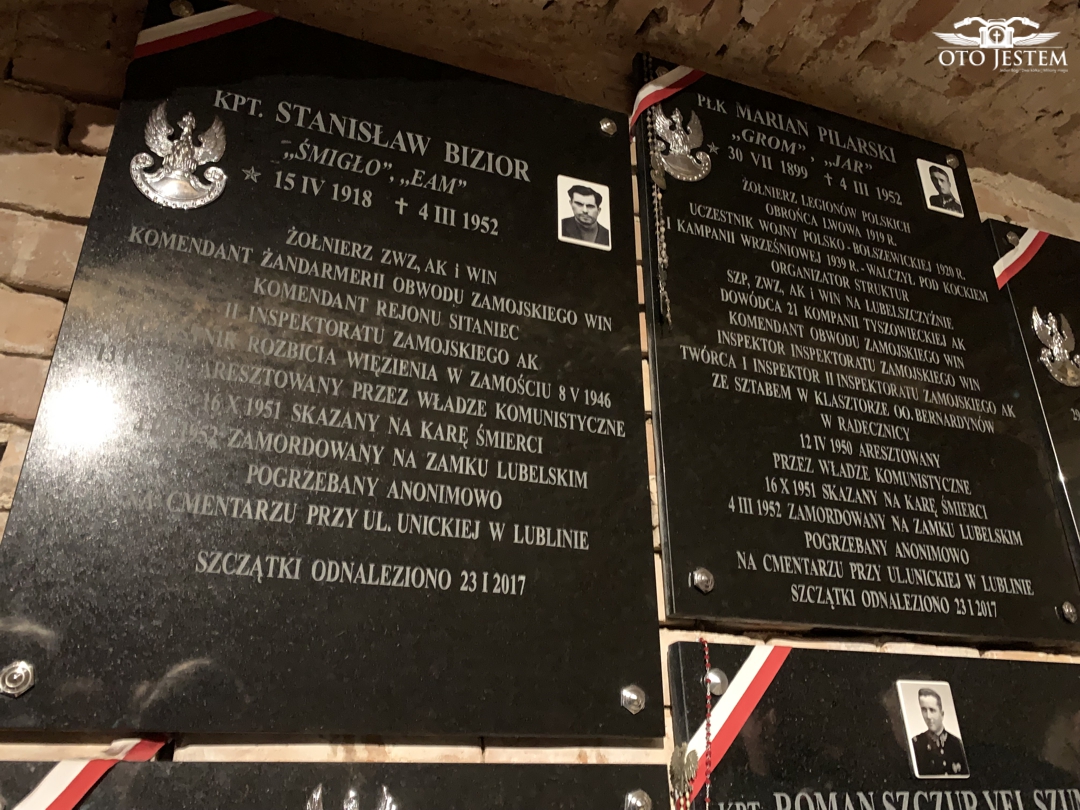 OTO JESTEM
KPT. STANISŁAW BIZIOR
„ŚMIGŁO”, „EAM”
15 IV 1918 4 III 1952
ŻOŁNIERZ ZWZ, AK i WIN
KOMENDANT ŻANDARMERII OBWODU ZAMOJSKIEGO WIN
KOMENDANT REJONU SITANIEC
II INSPEKTORATU ZAMOJSKIEGO AK
ROZBICIA WIĘZIENIA W ZAMOŚCIU 8 V 1946
ARESZTOWANY PRZEZ WŁADZE KOMUNISTYCZNE
16 X 1951 SKAZANY NA KARĘ ŚMIERCI
1952 ZAMORDOWANY NA ZAMKU LUBELSKIM
POGRZEBANY ANONIMOWO
CMENTARZU PRZY UL. UNICKIEJ W LUBLINIE
SZCZĄTKI ODNALEZIONO 23 I 2017
PŁK MARIAN PILARSKI
„GROM” , „JAR”
30 VII 1899 4 III 1952
ŻOŁNIERZ LEGIONÓW POLSKICH
OBROŃCA LWOWA 1919 R.
UCZESTNIK WOJNY POLSKO - BOLSZEWICKIEJ 1920 R.
I KAMPANII WRZEŚNIOWEJ 1939 R. - WALCZYŁ POD KOCKIEM
ORGANIZATOR STRUKTUR
SZP, ZWZ, AK i WIN NA LUBELSZCZYŹNIE
DOWÓDCA 21 KOMPANII TYSZOWIECKIEJ AK
KOMENDANT OBWODU ZAMOJSKIEGO WIN
INSPEKTOR INSPEKTORATU ZAMOJSKIEGO WIN
TWÓRCA I INSPEKTOR II INSPEKTORATU ZAMOJSKIEGO AK
ZE SZTABEM W KLASZTORZE OO. BERNARDYNÓW
W RADECZNICY
12 IV 1950 ARESZTOWANY
PRZEZ WŁADZE KOMUNISTYCZNE
16 X 1951 SKAZANY NA KARĘ ŚMIERCI
4 III 1952 ZAMORDOWANY NA ZAMKU LUBELSKIM
POGRZEBANY ANONIMOWO
NA CMENTARZU PRZY UL.UNICKIEJ W LUBLINIE
SZCZĄTKI ODNALEZIONO 23 I 2017
KPT. ROMAN SZCZUR VEL